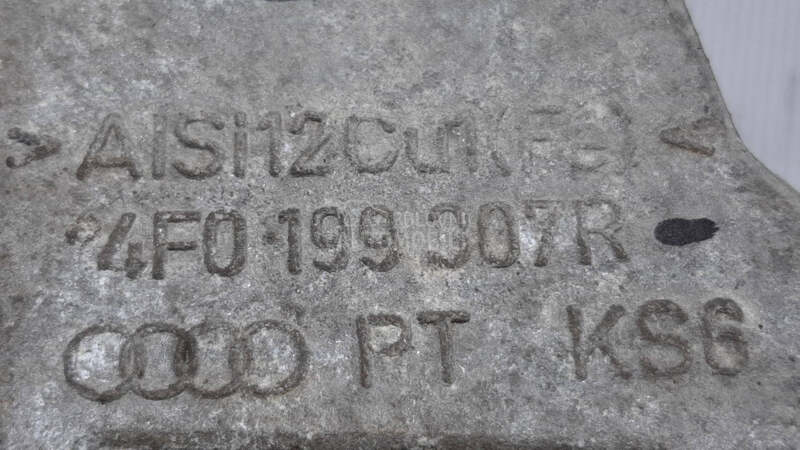 >AlSi12Cu1(Fe)<
4F0 199 307R
PT KS6